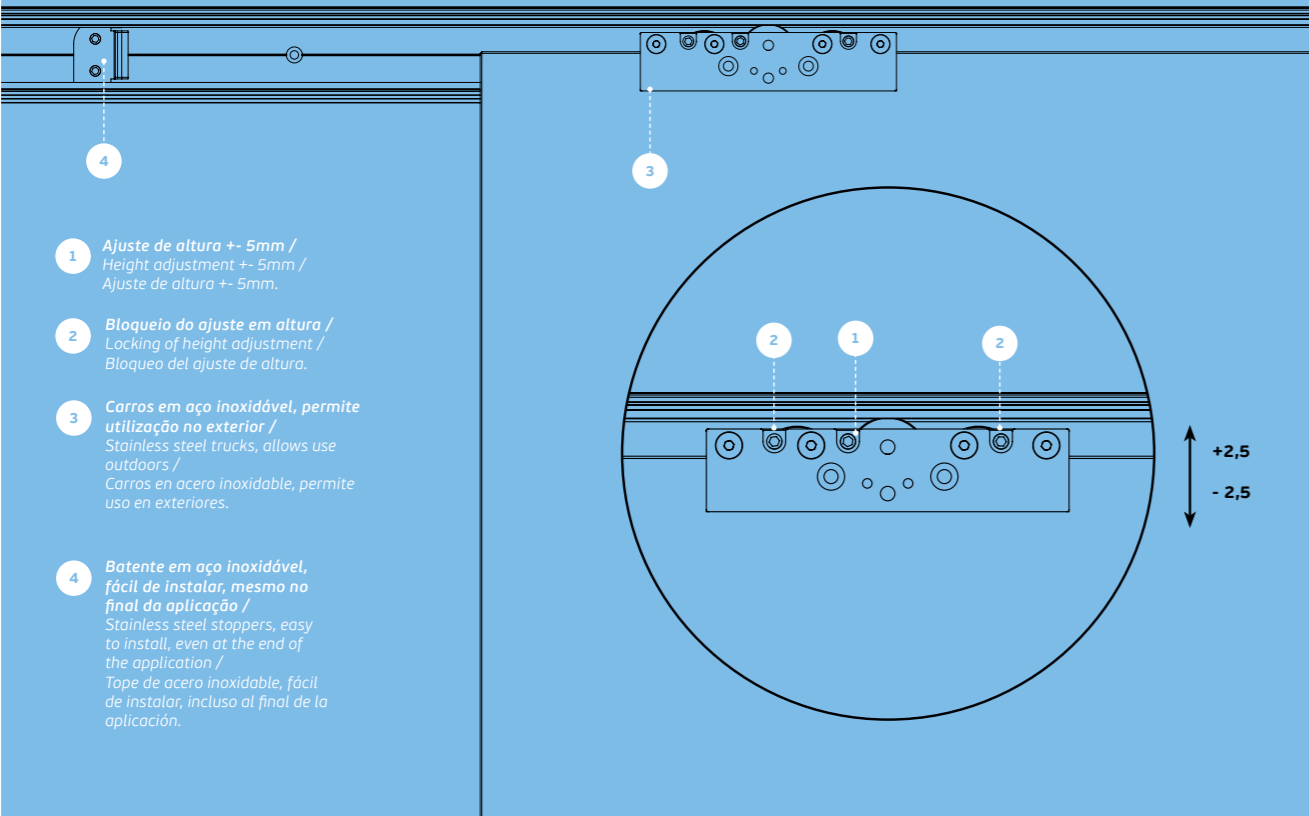 4
3
1
Ajuste de altura +- 5mm /
Height adjustment +- 5mm /
Ajuste de altura +- 5mm.
2
Bloqueio do ajuste em altura /
Locking of height adjustment /
Bloqueo del ajuste de altura.
3
Carros em aço inoxidável, permite
utilização no exterior /
Stainless steel trucks, allows use
outdoors /
Carros en acero inoxidable, permite
uso en exteriores.
4
Batente em aço inoxidável,
fácil de instalar, mesmo no
final da aplicação /
Stainless steel stoppers, easy
to install, even at the end of
the application /
Tope de acero inoxidable, fácil
de instalar, incluso al final de la
aplicación.
2
1
2
+2,5
- 2,5